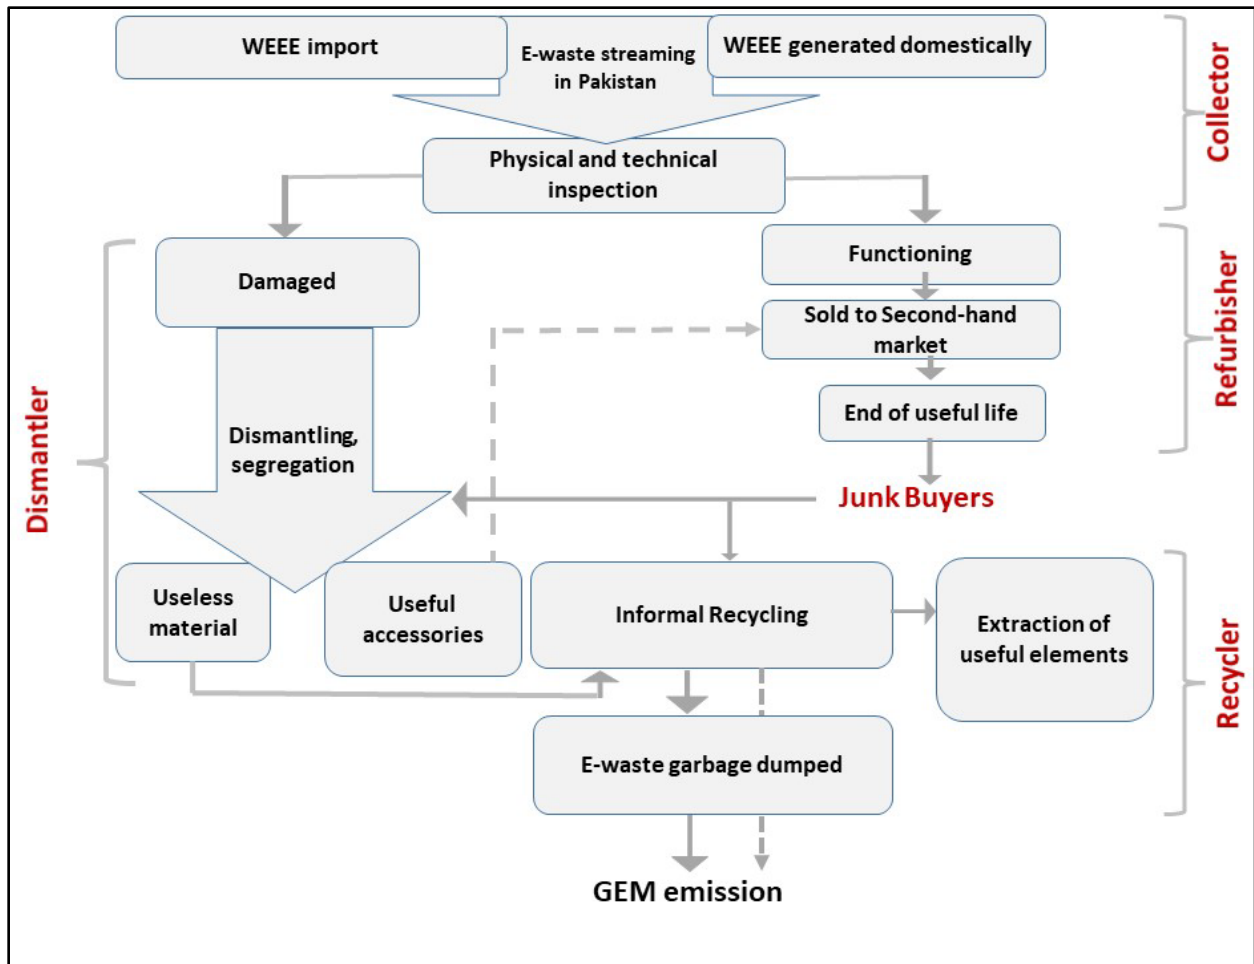 WEEE import
E-waste streaming
in Pakistan
WEEE generated domestically
Collector
Physical and technical
inspection
Damaged
Functioning
Sold to Second-hand
market
End of useful life
Refurbisher
Dismantling,
segregation
Dismantler
Junk Buyers
Useless
material
Useful
accessories
Informal Recycling
Extraction of
useful elements
Recycler
E-waste garbage dumped
GEM emission